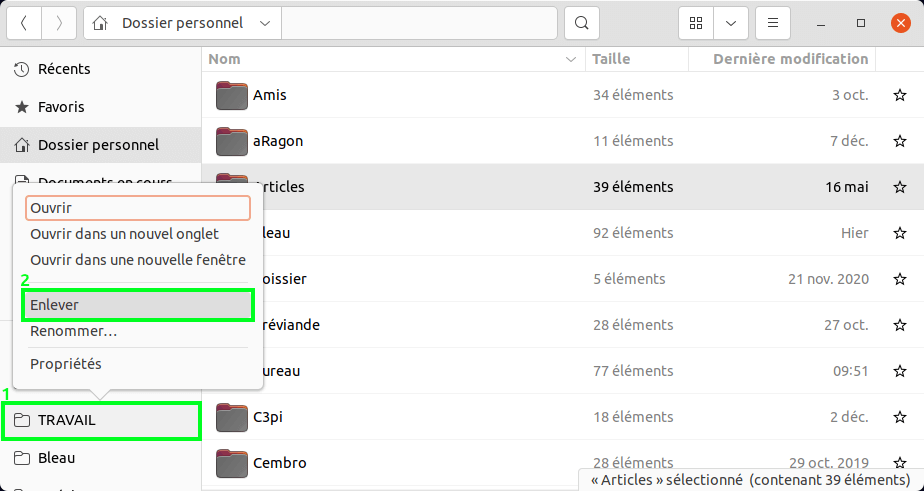 Dossier personnel
Nom Taille Dernière modification
Récents
Favoris
Dossier personnel
Documents en cours
Amis 34 éléments 3 oct.
aRagon 11 éléments 7 déc.
Articles 39 éléments 16 mai
leau 92 éléments Hier
oissier 5 éléments 21 nov. 2020
réviande 28 éléments 27 oct.
ureau 77 éléments 09:51
C3pi 18 éléments 2 déc.
Cembro 28 éléments 29 oct. 2019
Ouvrir
Ouvrir dans un nouvel onglet
Ouvrir dans une nouvelle fenêtre
2
Enlever
Renommer...
Propriétés
1
TRAVAIL
Bleau
« Articles » sélectionné (contenant 39 éléments)